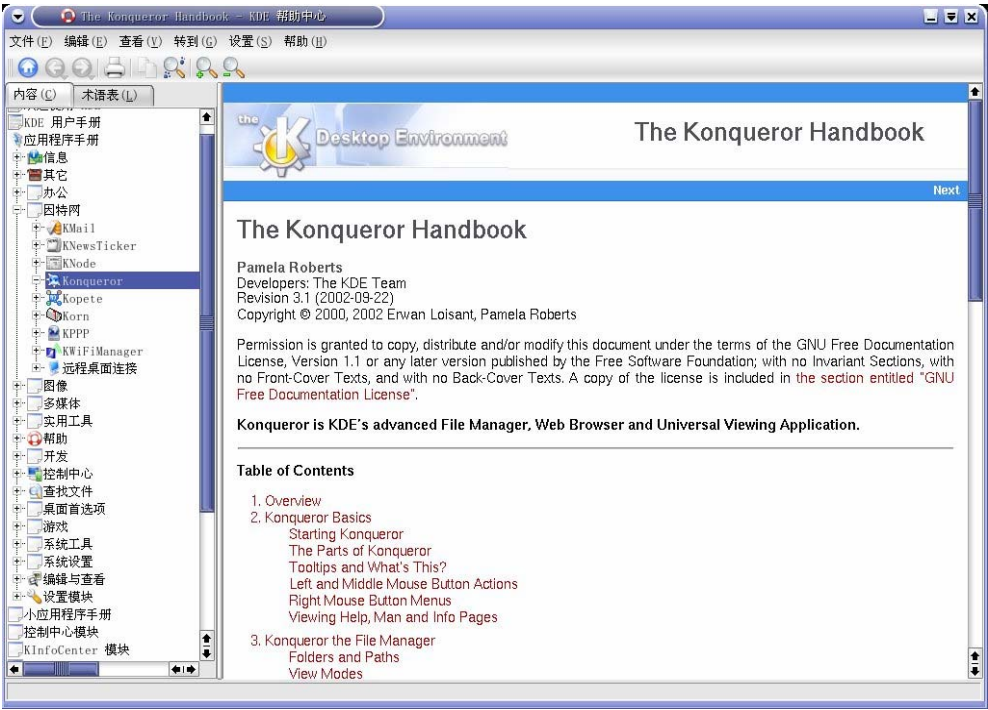 The Konqueror Handbook - KDE 帮助中心
文件(F) 编辑(E) 查看(V) 转到(G) 设置(S) 帮助(H)
内容(C) 术语表(L)
KDE 用户手册
应用程序手册
信息
其它
办公
因特网
KMail
KNewsTicker
KNode
Konqueror
Kopete
Korn
KPPP
KWiFiManager
远程桌面连接
图像
多媒体
实用工具
帮助
开发
控制中心
查找文件
桌面首选项
游戏
系统工具
系统设置
编辑与查看
设置模块
小应用程序手册
控制中心模块
KInfoCenter 模块
the K Desktop Environment
The Konqueror Handbook
Next
The Konqueror Handbook
Pamela Roberts
Developers: The KDE Team
Revision 3.1 (2002-09-22)
Copyright © 2000, 2002 Erwan Loisant, Pamela Roberts
Permission is granted to copy, distribute and/or modify this document under the terms of the GNU Free Documentation
License, Version 1.1 or any later version published by the Free Software Foundation; with no Invariant Sections, with
no Front-Cover Texts, and with no Back-Cover Texts. A copy of the license is included in the section entitled "GNU
Free Documentation License".
Konqueror is KDE's advanced File Manager, Web Browser and Universal Viewing Application.
Table of Contents
1. Overview
2. Konqueror Basics
Starting Konqueror
The Parts of Konqueror
Tooltips and What's This?
Left and Middle Mouse Button Actions
Right Mouse Button Menus
Viewing Help, Man and Info Pages
3. Konqueror the File Manager
Folders and Paths
View Modes